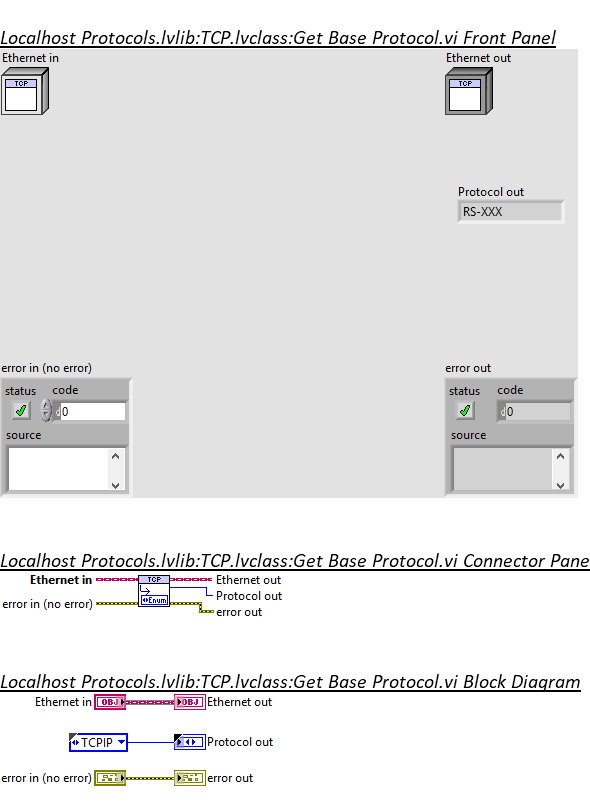 Localhost Protocols.lvlib:TCP.lvclass:Get Base Protocol.vi Front Panel
Ethernet in Ethernet out
TCP TCP
Protocol out
RS-XXX
error in (no error) error out
status code status code
d 0 d 0
source source
Localhost Protocols.lvlib:TCP.lvclass:Get Base Protocol.vi Connector Pane
Ethernet in TCP Ethernet out
Protocol out
error in (no error) Enum error out
Localhost Protocols.lvlib:TCP.lvclass:Get Base Protocol.vi Block Diagram
Ethernet in OBJ OBJ Ethernet out
TCPIP Protocol out
error in (no error) error out